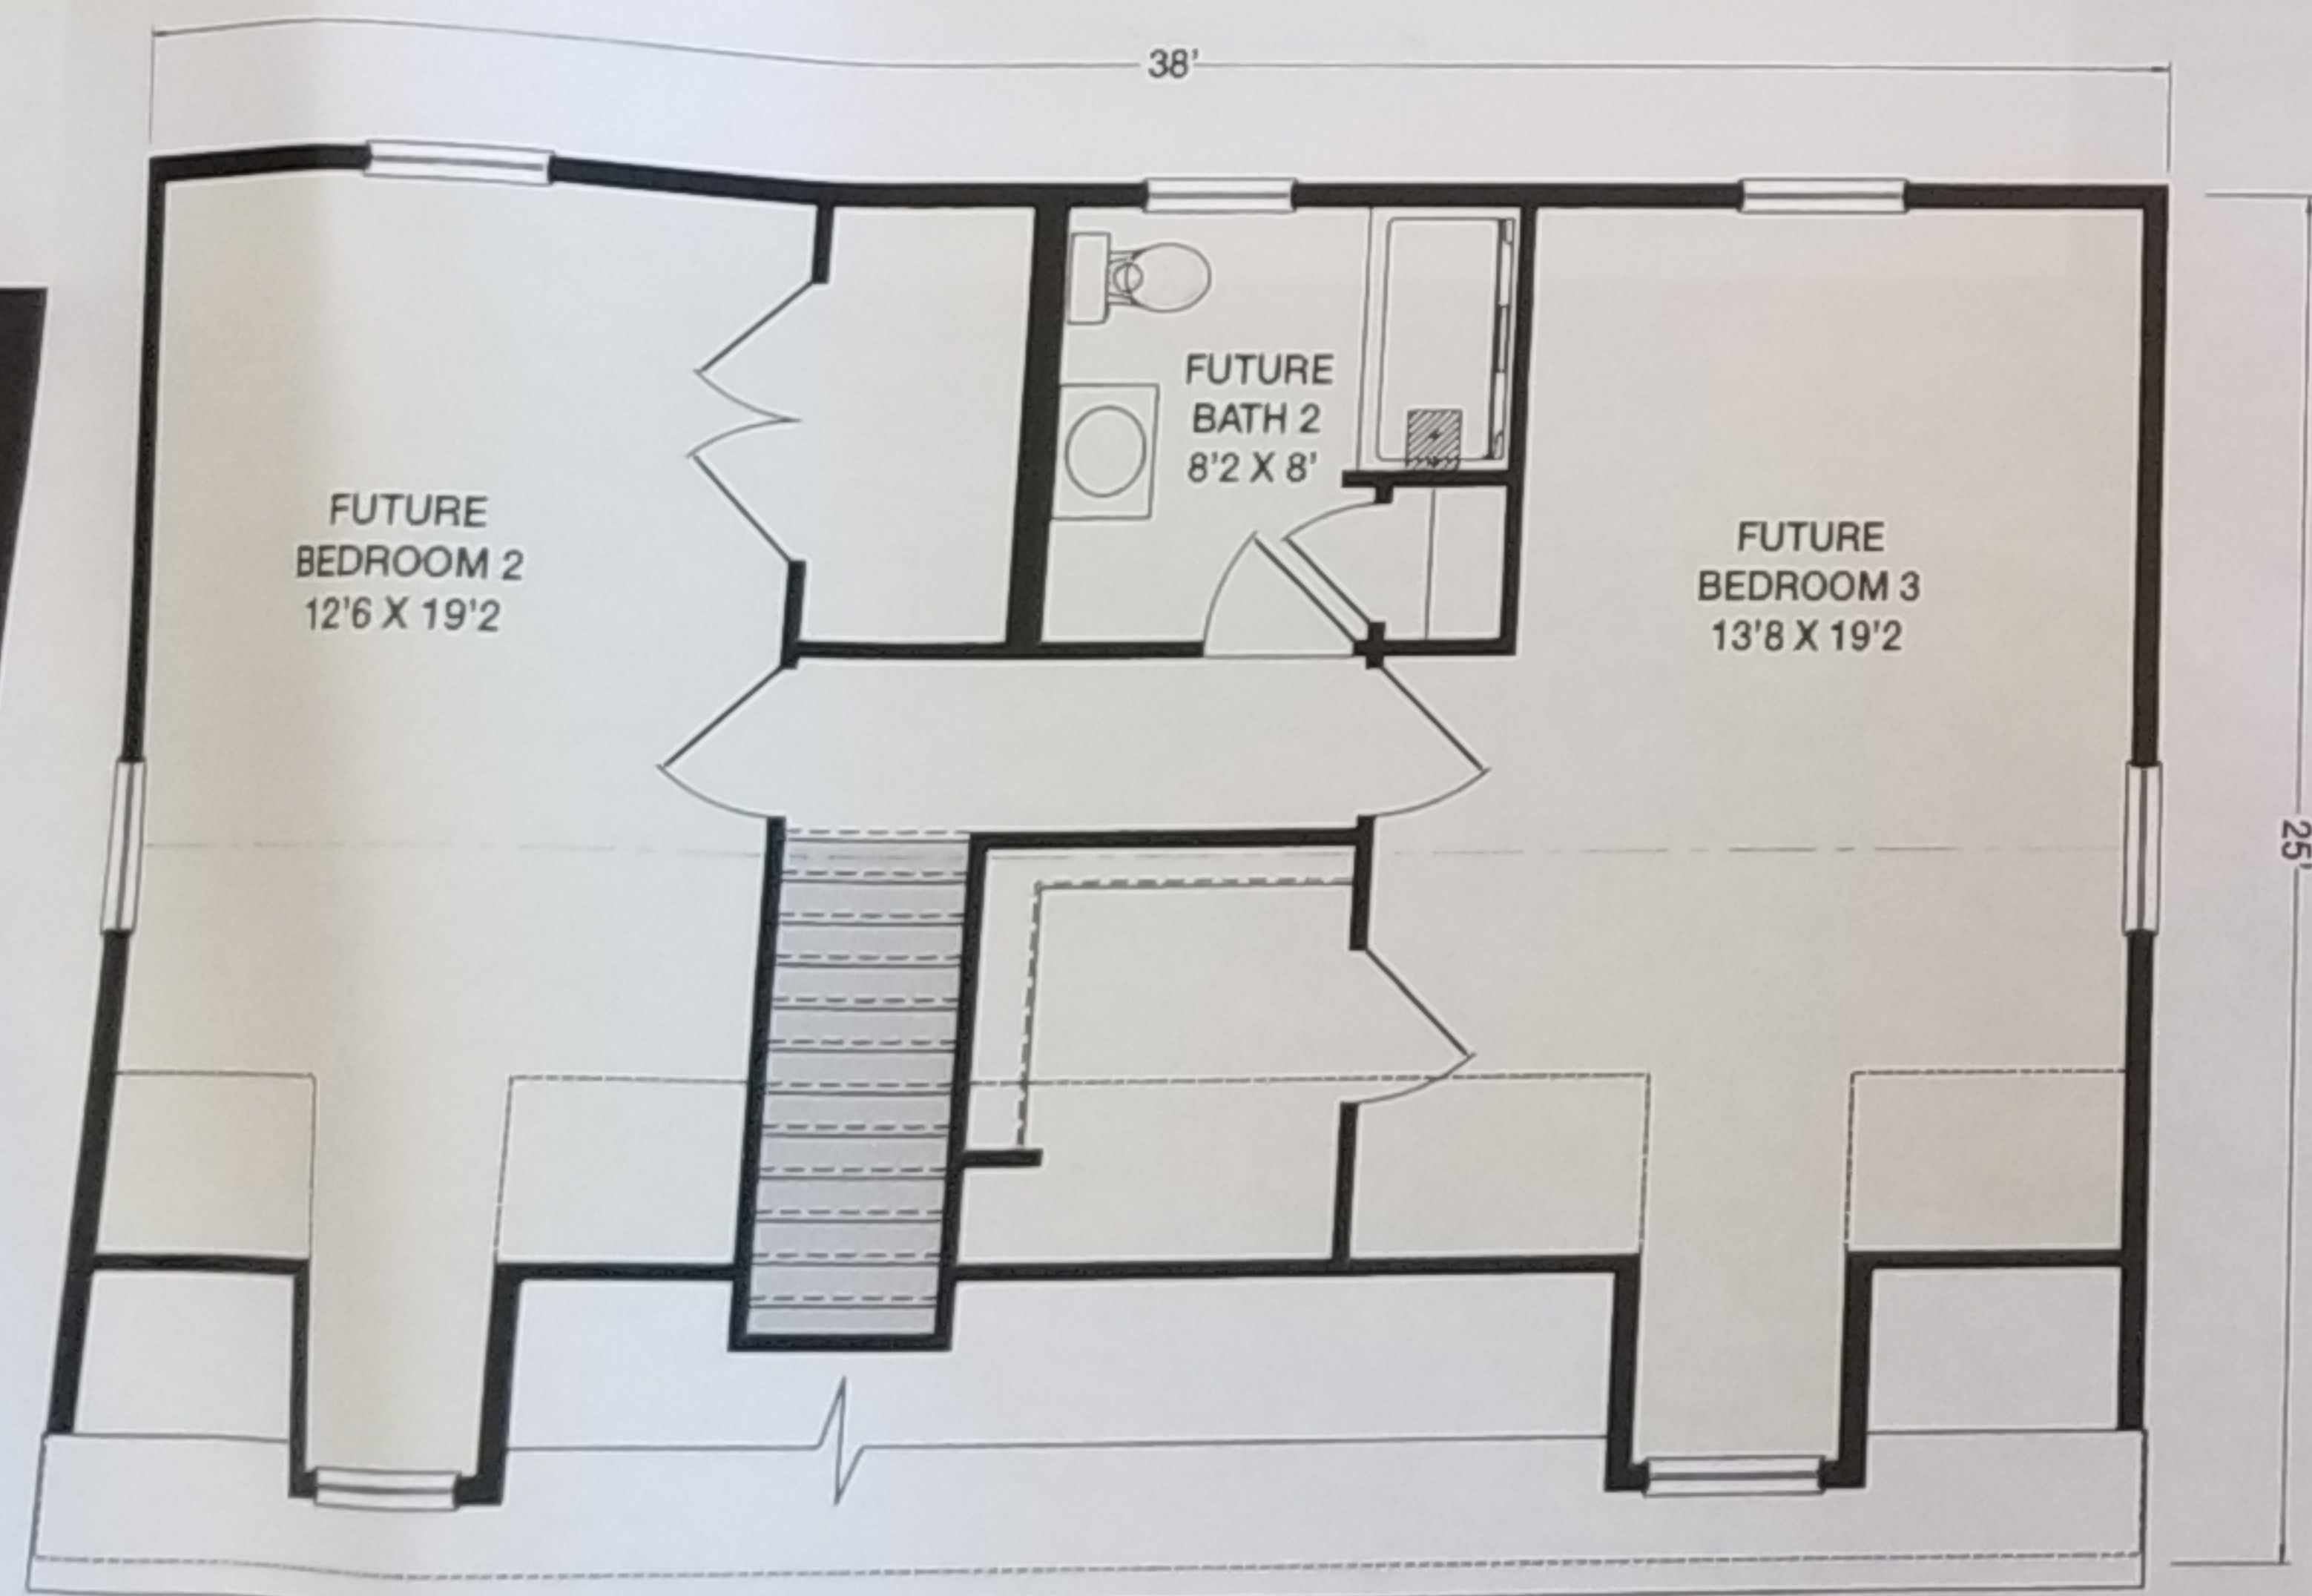 38'
FUTURE
BATH 2
8'2 X 8'
FUTURE
BEDROOM 2
12'6 X 19'2
FUTURE
BEDROOM 3
13'8 X 19'2
25'